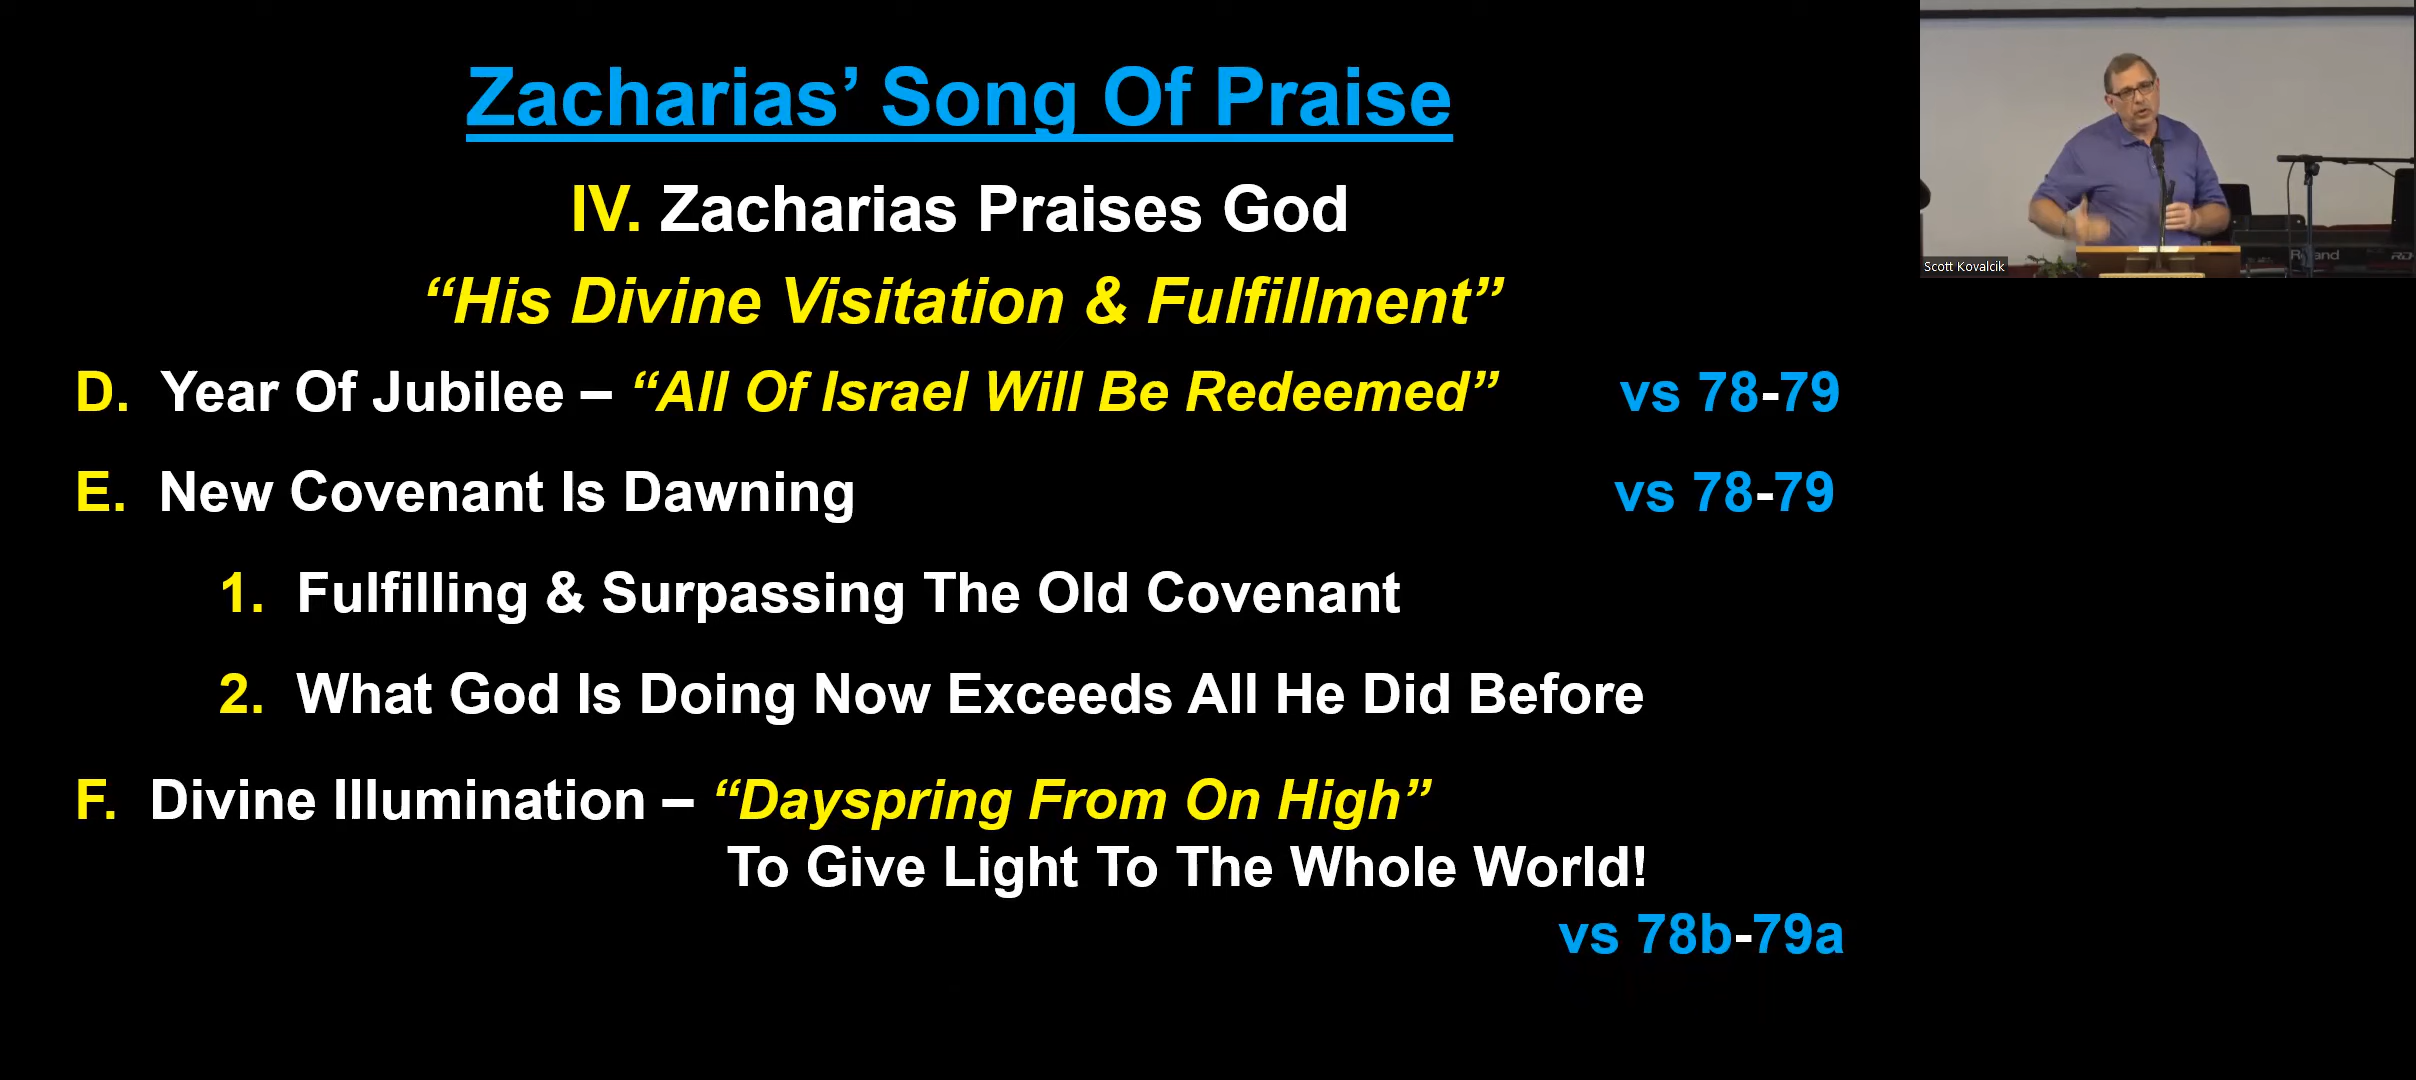 Zacharias’ Song Of Praise
IV. Zacharias Praises God
“His Divine Visitation & Fulfillment”
D. Year Of Jubilee – “All Of Israel Will Be Redeemed” vs 78-79
E. New Covenant Is Dawning vs 78-79
1. Fulfilling & Surpassing The Old Covenant
2. What God Is Doing Now Exceeds All He Did Before
F. Divine Illumination – “Dayspring From On High”
To Give Light To The Whole World!
vs 78b-79a
Scott Kovalcik
Roland
RD